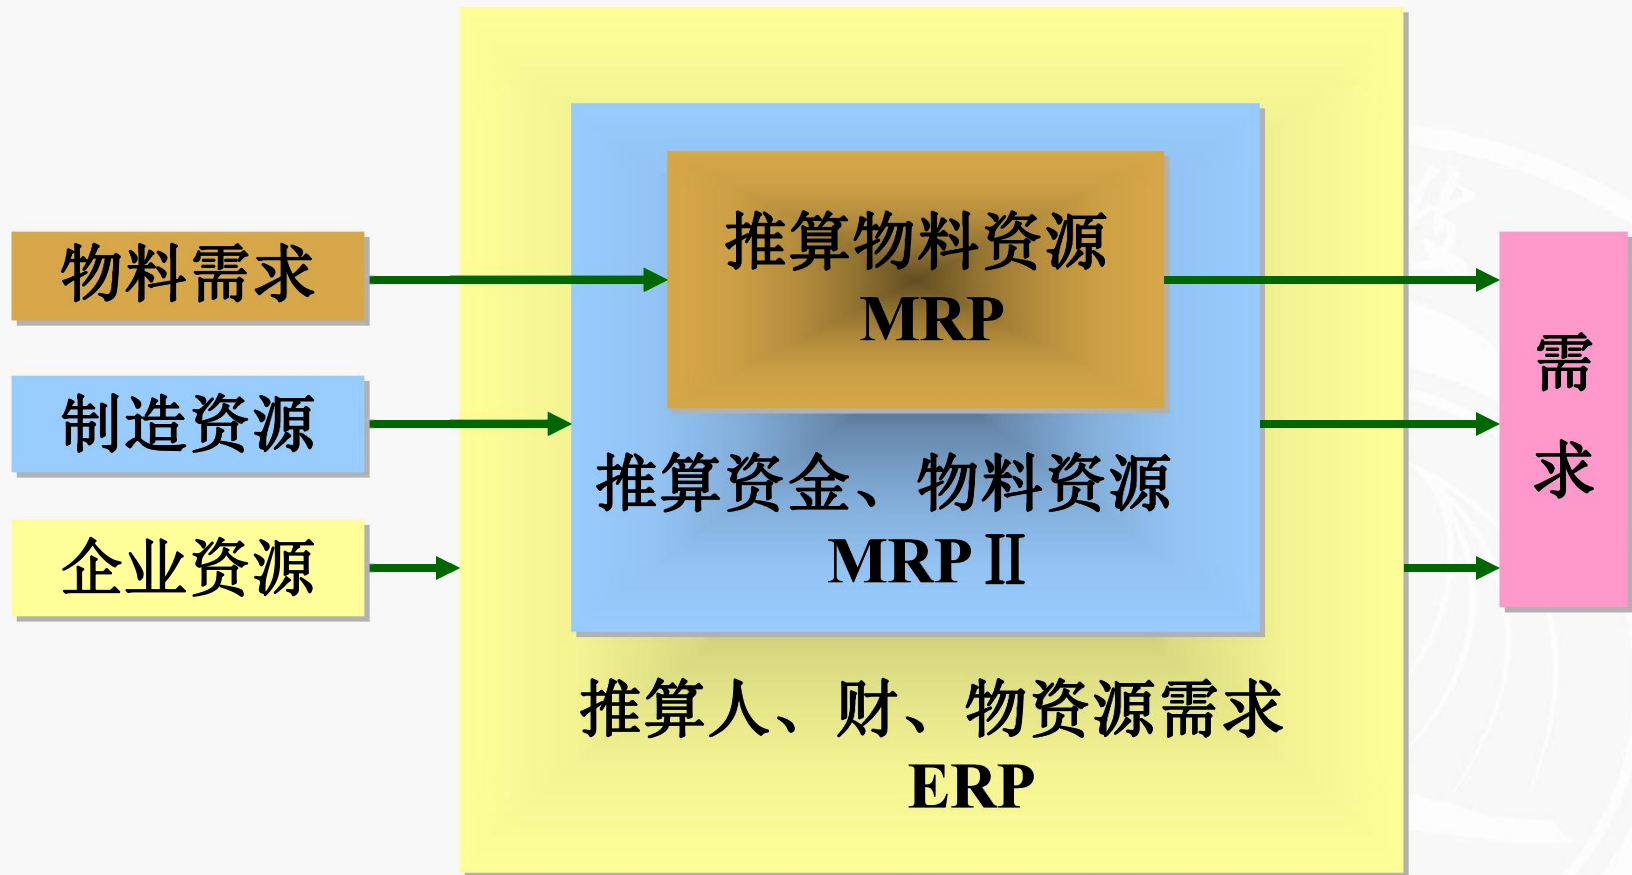 物料需求
制造资源
企业资源
推算物料资源
MRP
推算资金、物料资源
MRPⅡ
推算人、财、物资源需求
ERP
需
求